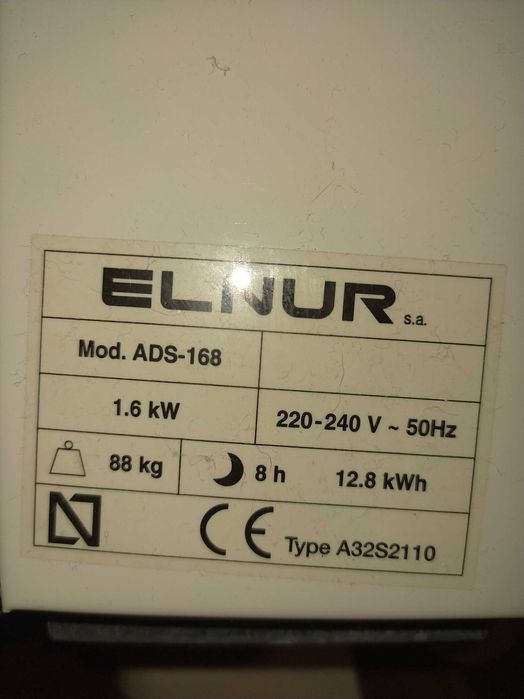 ELNUR s.a.
Mod. ADS-168
1.6 kW
220-240 V ~ 50Hz
88 kg
8 h
12.8 kWh
N
CE
Type A32S2110